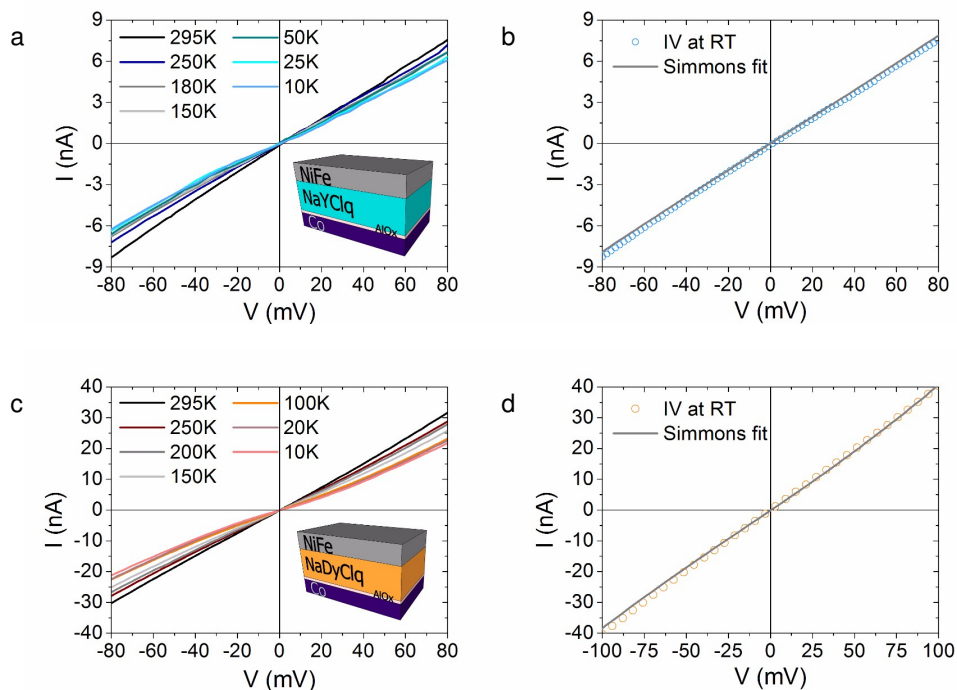 a
9
6
3
0
-3
-6
-9
I (nA)
295K
250K
180K
150K
50K
25K
10K
NiFe
NaYClq
AlOx
Co
-80 -60 -40 -20 0 20 40 60 80
V (mV)
b
9
6
3
0
-3
-6
-9
I (nA)
IV at RT
Simmons fit
-80 -60 -40 -20 0 20 40 60 80
V (mV)
c
40
30
20
10
0
-10
-20
-30
-40
I (nA)
295K
250K
200K
150K
100K
20K
10K
NiFe
NaDyClq
AlOx
Co
-80 -60 -40 -20 0 20 40 60 80
V (mV)
d
40
30
20
10
0
-10
-20
-30
-40
I (nA)
IV at RT
Simmons fit
-100 -75 -50 -25 0 25 50 75 100
V (mV)